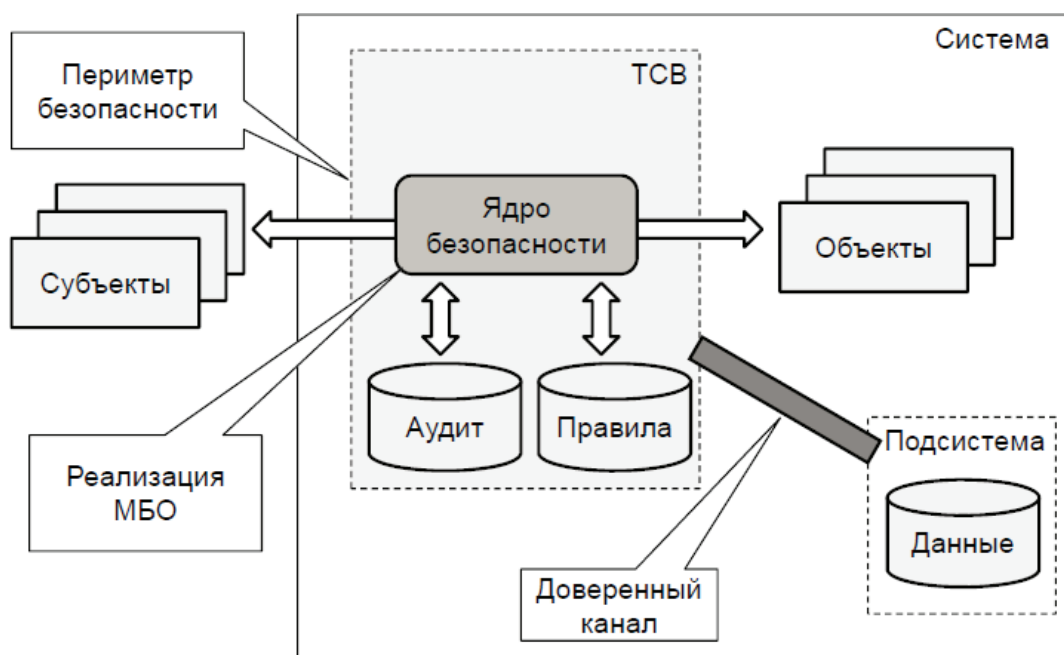 Система
Периметр
безопасности
ТСВ
Ядро
безопасности
Субъекты
Объекты
Аудит
Правила
Реализация
МБО
Подсистема
Данные
Доверенный
канал